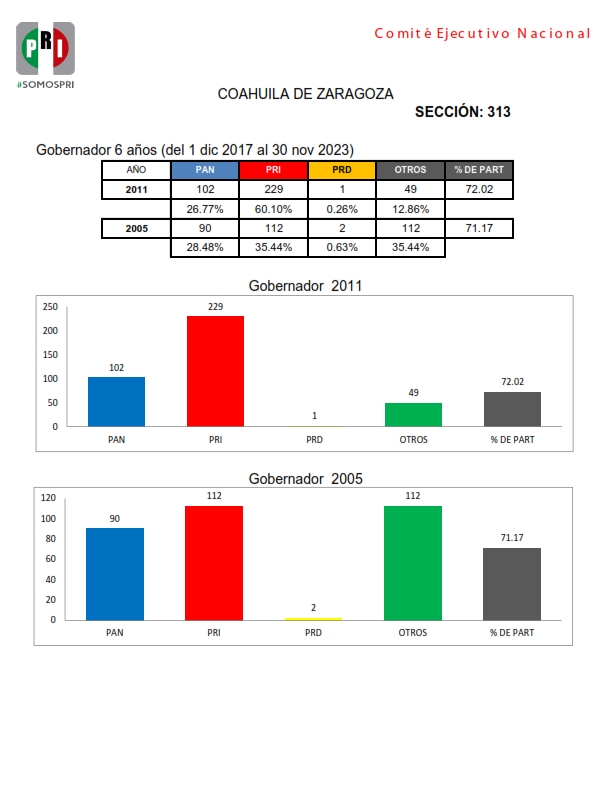 PRI
#SOMOSPRI
Comité Ejecutivo Nacional
COAHUILA DE ZARAGOZA
SECCIÓN: 313
Gobernador 6 años (del 1 dic 2017 al 30 nov 2023)
AÑO PAN PRI PRD OTROS % DE PART
2011 102 229 1 49 72.02
26.77% 60.10% 0.26% 12.86%
2005 90 112 2 112 71.17
28.48% 35.44% 0.63% 35.44%
Gobernador 2011
250
200
150
100
50
0
102
229
1
49
72.02
PAN PRI PRD OTROS % DE PART
Gobernador 2005
120
100
80
60
40
20
0
90
112
2
112
71.17
PAN PRI PRD OTROS % DE PART